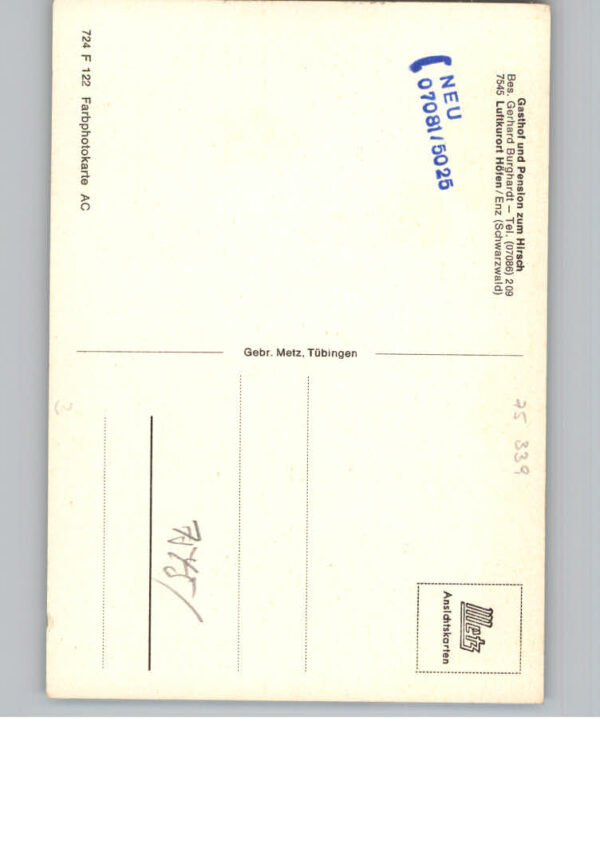 Gasthof und Pension zum Hirsch
Bes. Gerhard Burghardt – Tel. (07086) 209
7545 Luftkurort Höfen/Enz (Schwarzwald)
NEU
07081/5025
724 F 122 Farbphotokarte AC
Gebr. Metz, Tübingen
75 339
Metz
Ansichtskarten
3